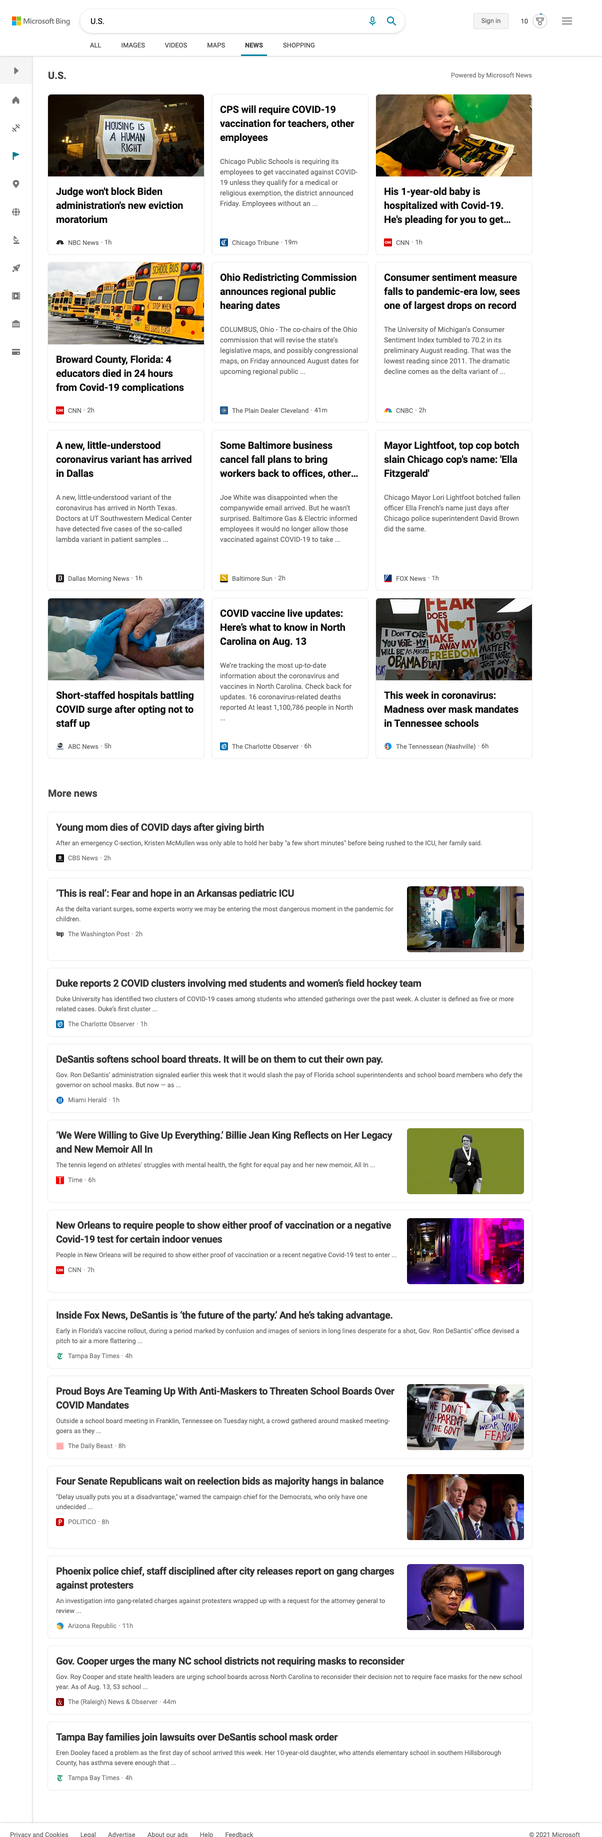 Microsoft Bing
U.S.
Sign in
10
ALL IMAGES VIDEOS MAPS NEWS SHOPPING
U.S.
Powered by Microsoft News
HOUSING IS
A HUMAN
RIGHT
Judge won't block Biden
administration's new eviction
moratorium
NBC News · 1h
CPS will require COVID-19
vaccination for teachers, other
employees
Chicago Public Schools is requiring its
employees to get vaccinated against COVID-
19 unless they qualify for a medical or
religious exemption, the district announced
Friday. Employees without an ...
Chicago Tribune · 19m
His 1-year-old baby is
hospitalized with Covid-19.
He's pleading for you to get…
CNN · 1h
SCHOOL BUS
Broward County, Florida: 4
educators died in 24 hours
from Covid-19 complications
CNN · 2h
Ohio Redistricting Commission
announces regional public
hearing dates
COLUMBUS, Ohio - The co-chairs of the Ohio
commission that will revise the state's
legislative maps, and possibly congressional
maps, on Friday announced August dates for
upcoming regional public ...
The Plain Dealer Cleveland · 41m
Consumer sentiment measure
falls to pandemic-era low, sees
one of largest drops on record
The University of Michigan's Consumer
Sentiment Index tumbled to 70.2 in its
preliminary August reading. That was the
lowest reading since 2011. The dramatic
decline comes as the delta variant of ...
CNBC · 2h
A new, little-understood
coronavirus variant has arrived
in Dallas
A new, little-understood variant of the
coronavirus has arrived in North Texas.
Doctors at UT Southwestern Medical Center
have detected five cases of the so-called
lambda variant in patient samples ...
Dallas Morning News · 1h
Some Baltimore business
cancel fall plans to bring
workers back to offices, other…
Joe White was disappointed when the
companywide email arrived. But he wasn't
surprised. Baltimore Gas & Electric informed
employees it would no longer allow those
vaccinated against COVID-19 to take ...
Baltimore Sun · 2h
Mayor Lightfoot, top cop botch
slain Chicago cop's name: 'Ella
Fitzgerald'
Chicago Mayor Lori Lightfoot botched fallen
officer Ella French's name just days after
Chicago police superintendent David Brown
did the same.
FOX News · 1h
Short-staffed hospitals battling
COVID surge after opting not to
staff up
ABC News · 5h
COVID vaccine live updates:
Here's what to know in North
Carolina on Aug. 13
We're tracking the most up-to-date
information about the coronavirus and
vaccines in North Carolina. Check back for
updates. 16 coronavirus-related deaths
reported At least 1,100,786 people in North
...
The Charlotte Observer · 6h
FEAR
DOES
NOT
TAKE
AWAY MY
FREEDOM
This week in coronavirus:
Madness over mask mandates
in Tennessee schools
The Tennessean (Nashville) · 6h
More news
Young mom dies of COVID days after giving birth
After an emergency C-section, Kristen McMullen was only able to hold her baby "a few short minutes" before being rushed to the ICU, her family said.
CBS News · 2h
'This is real': Fear and hope in an Arkansas pediatric ICU
As the delta variant surges, some experts worry we may be entering the most dangerous moment in the pandemic for
children.
The Washington Post · 2h
Duke reports 2 COVID clusters involving med students and women's field hockey team
Duke University has identified two clusters of COVID-19 cases among students who attended gatherings over the past week. A cluster is defined as five or more
related cases. Duke's first cluster ...
The Charlotte Observer · 1h
DeSantis softens school board threats. It will be on them to cut their own pay.
Gov. Ron DeSantis' administration signaled earlier this week that it would slash the pay of Florida school superintendents and school board members who defy the
governor on school masks. But now — as ...
Miami Herald · 1h
'We Were Willing to Give Up Everything.' Billie Jean King Reflects on Her Legacy
and New Memoir All In
The tennis legend on athletes' struggles with mental health, the fight for equal pay and her new memoir, All In ...
Time · 6h
New Orleans to require people to show either proof of vaccination or a negative
Covid-19 test for certain indoor venues
People in New Orleans will be required to show either proof of vaccination or a recent negative Covid-19 test to enter ...
CNN · 7h
Inside Fox News, DeSantis is 'the future of the party.' And he's taking advantage.
Early in Florida's vaccine rollout, during a period marked by confusion and images of seniors in long lines desperate for a shot, Gov. Ron DeSantis' office devised a
pitch to air a more flattering ...
Tampa Bay Times · 4h
Proud Boys Are Teaming Up With Anti-Maskers to Threaten School Boards Over
COVID Mandates
Outside a school board meeting in Franklin, Tennessee on Tuesday night, a crowd gathered around masked meeting-
goers as they ...
The Daily Beast · 8h
WE DON'T
CO-PARENT
GOVT
I WILL NOT
WEAR YOUR
FEAR
Four Senate Republicans wait on reelection bids as majority hangs in balance
"Delay usually puts you at a disadvantage," warned the campaign chief for the Democrats, who only have one
undecided ...
POLITICO · 8h
Phoenix police chief, staff disciplined after city releases report on gang charges
against protesters
An investigation into gang-related charges against protesters wrapped up with a request for the attorney general to
review ...
Arizona Republic · 11h
Gov. Cooper urges the many NC school districts not requiring masks to reconsider
Gov. Roy Cooper and state health leaders are urging school boards across North Carolina to reconsider their decision not to require face masks for the new school
year. As of Aug. 13, 53 school ...
The (Raleigh) News & Observer · 44m
Tampa Bay families join lawsuits over DeSantis school mask order
Eren Dooley faced a problem as the first day of school arrived this week. Her 10-year-old daughter, who attends elementary school in southern Hillsborough
County, has asthma severe enough that ...
Tampa Bay Times · 4h
Privacy and Cookies Legal Advertise About our ads Help Feedback
© 2021 Microsoft